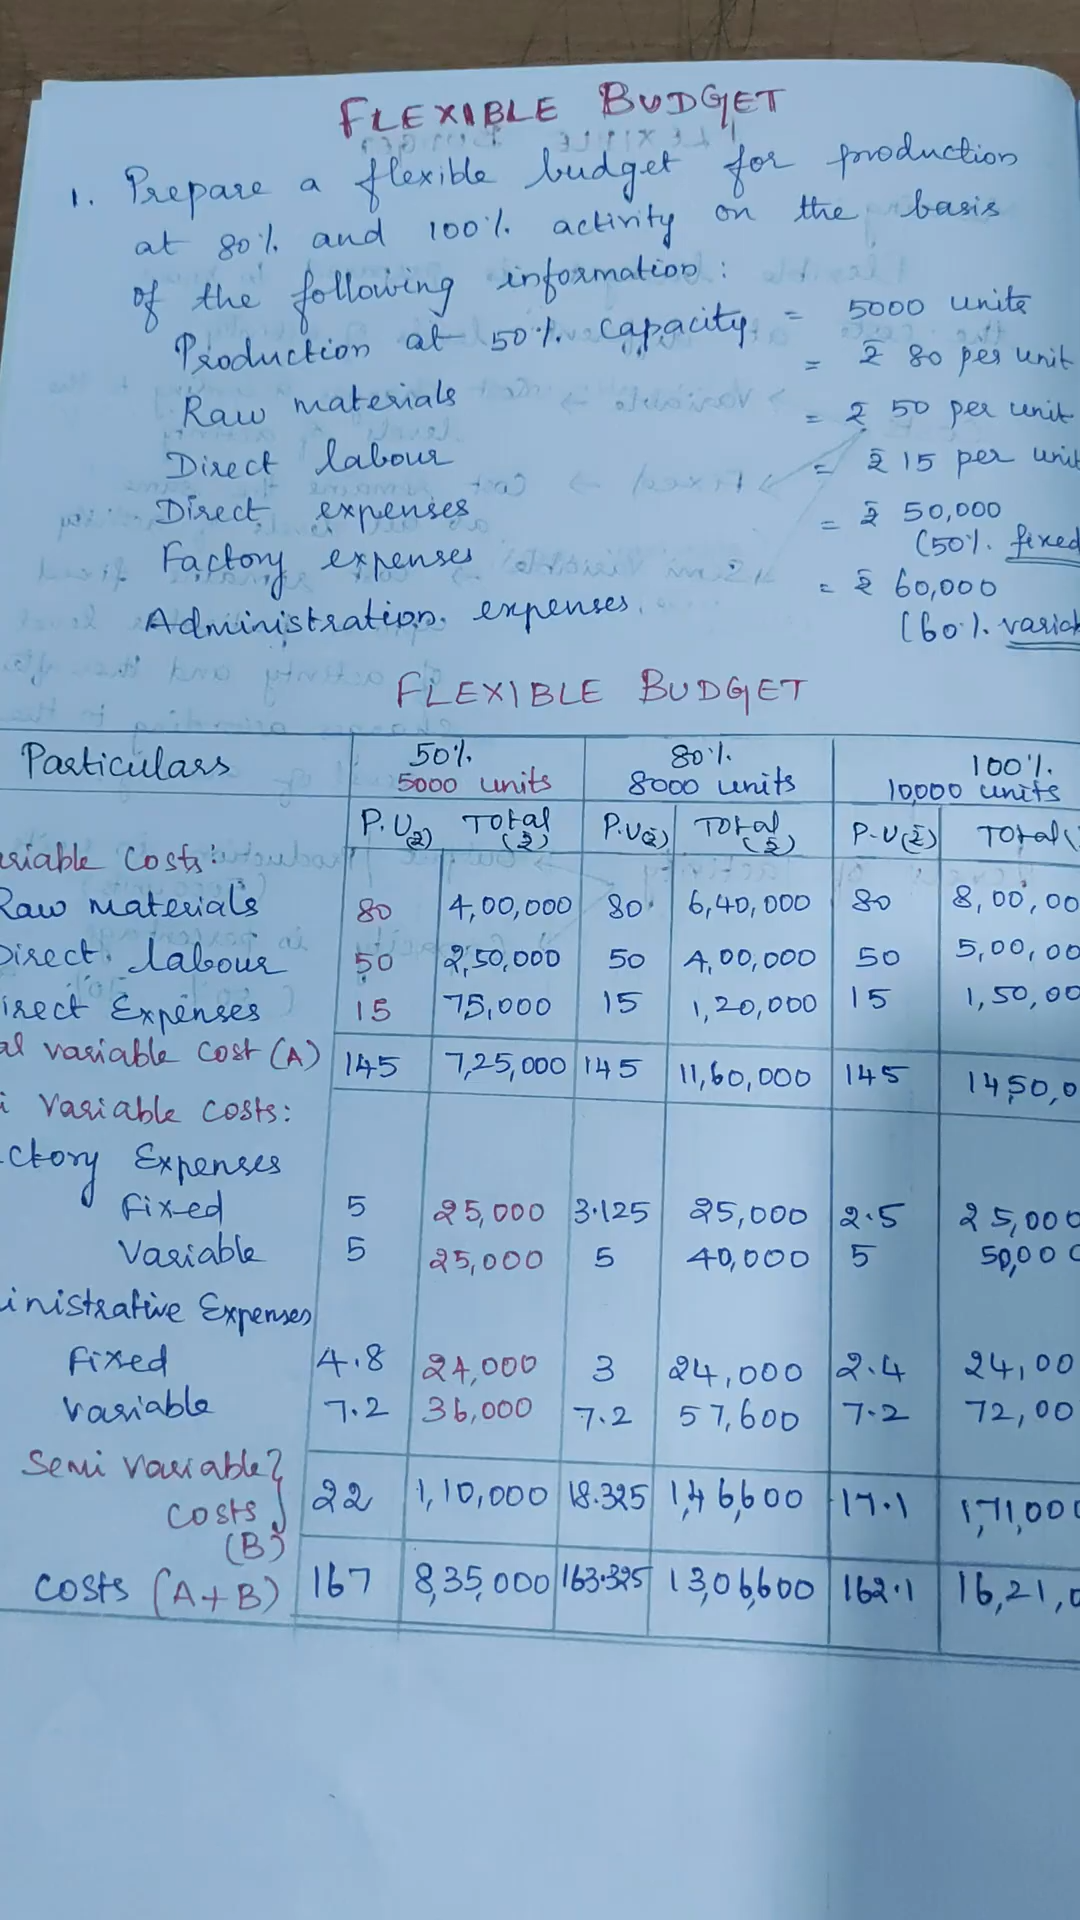 FLEXIBLE BUDGET
1. Prepare a flexible budget for production
at 80% and 100% activity on the basis
of the following information:
Production at 50% capacity = 5000 units
Raw materials = ₹ 80 per unit
Direct labour = ₹ 50 per unit
Direct expenses = ₹ 15 per unit
Factory expenses = ₹ 50,000
(50% fixed
Administration expenses = ₹ 60,000
(60% variab
FLEXIBLE BUDGET
Particulars 50% 80% 100%
5000 units 8000 units 10,000 units
P.U(₹) Total (₹) P.U(₹) Total (₹) P.U(₹) Total (
ariable costs:
Raw materials 80 4,00,000 80 6,40,000 80 8,00,00
Direct labour 50 2,50,000 50 4,00,000 50 5,00,00
irect Expenses 15 75,000 15 1,20,000 15 1,50,00
al variable cost (A) 145 7,25,000 145 11,60,000 145 1450,0
i variable costs:
ctory Expenses
Fixed 5 25,000 3.125 25,000 2.5 25,000
Variable 5 25,000 5 40,000 5 50,000
inistrative Expenses
Fixed 4.8 24,000 3 24,000 2.4 24,00
Variable 7.2 36,000 7.2 57,600 7.2 72,00
Semi variable
costs (B) 22 1,10,000 18.325 1,46,600 17.1 1,71,000
costs (A+B) 167 8,35,000 163.325 13,06,600 162.1 16,21,0